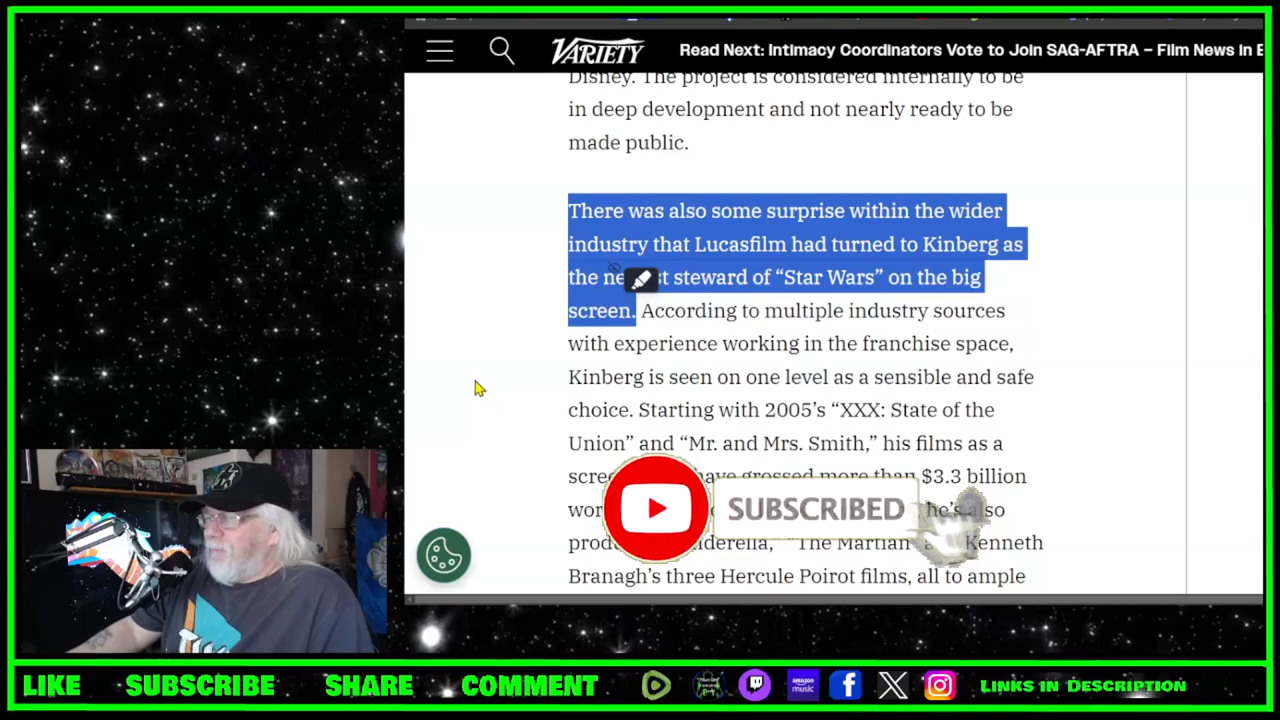 VARIETY
Read Next: Intimacy Coordinators Vote to Join SAG-AFTRA – Film News in
Disney. The project is considered internally to be
in deep development and not nearly ready to be
made public.
There was also some surprise within the wider
industry that Lucasfilm had turned to Kinberg as
the st steward of “Star Wars” on the big
screen. According to multiple industry sources
with experience working in the franchise space,
Kinberg is seen on one level as a sensible and safe
choice. Starting with 2005’s “XXX: State of the
Union” and “Mr. and Mrs. Smith,” his films as a
have grossed more than $3.3 billion
he’s also
“The Martian” Kenneth
Branagh’s three Hercule Poirot films, all to ample
SUBSCRIBED
LIKE SUBSCRIBE SHARE COMMENT amazon music LINKS IN DESCRIPTION